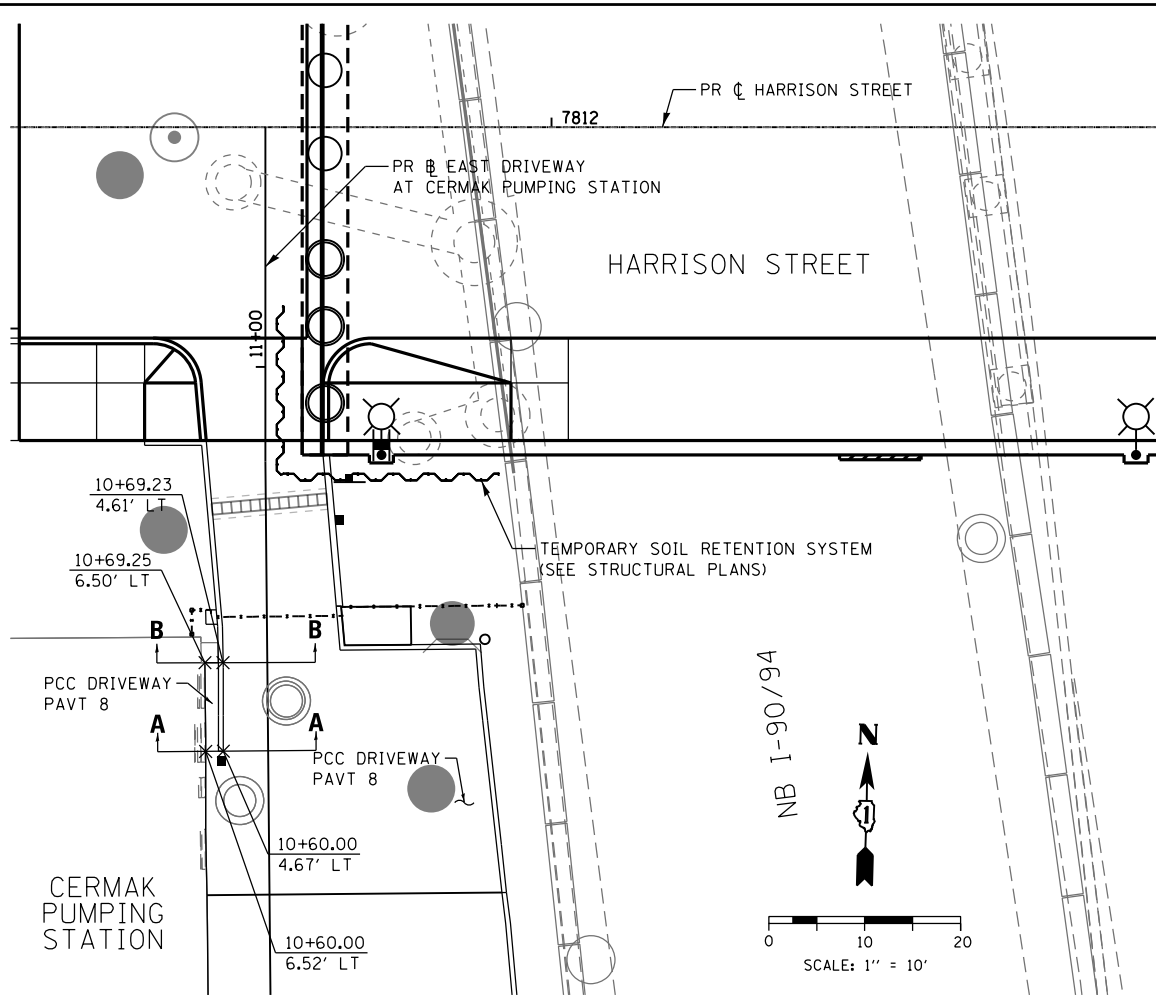 PR ℄ HARRISON STREET
7812
PR B EAST DRIVEWAY
AT CERMAK PUMPING STATION
HARRISON STREET
11+00
10+69.23
4.61' LT
10+69.25
6.50' LT
TEMPORARY SOIL RETENTION SYSTEM
(SEE STRUCTURAL PLANS)
B
B
PCC DRIVEWAY
PAVT 8
A
A
PCC DRIVEWAY
PAVT 8
NB I-90/94
N
1
10+60.00
4.67' LT
CERMAK
PUMPING
STATION
10+60.00
6.52' LT
0 10 20
SCALE: 1'' = 10'